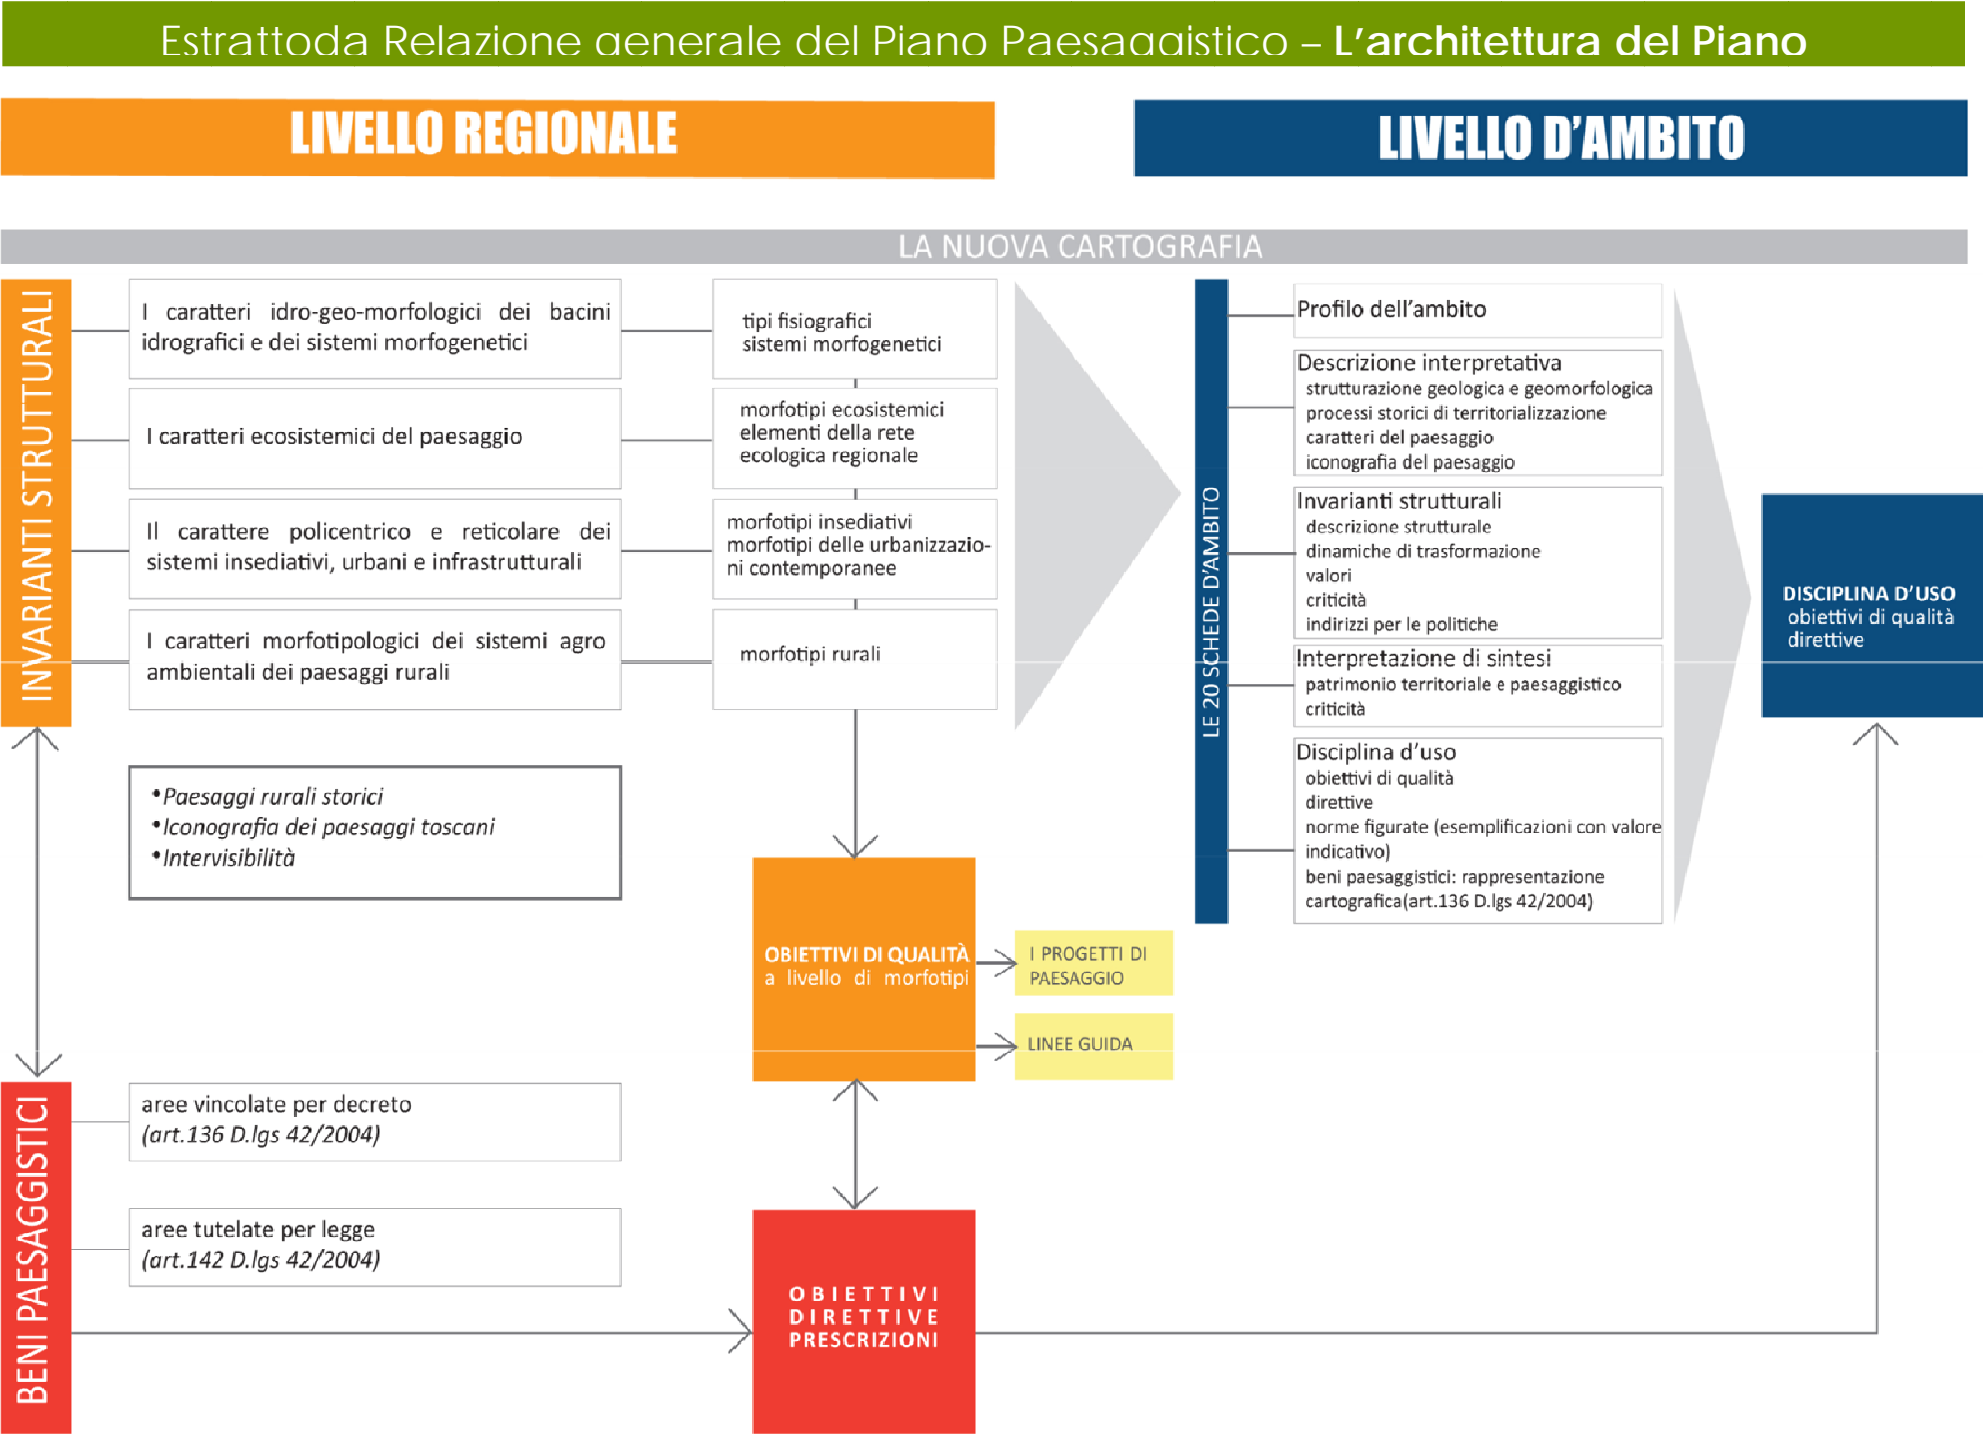 Estrattoda Relazione generale del Piano Paesaggistico – L’architettura del Piano
LIVELLO REGIONALE
LIVELLO D’AMBITO
LA NUOVA CARTOGRAFIA
INVARIANTI STRUTTURALI
I caratteri idro-geo-morfologici dei bacini
idrografici e dei sistemi morfogenetici
tipi fisiografici
sistemi morfogenetici
I caratteri ecosistemici del paesaggio
morfotipi ecosistemici
elementi della rete
ecologica regionale
Il carattere policentrico e reticolare dei
sistemi insediativi, urbani e infrastrutturali
morfotipi insediativi
morfotipi delle urbanizzazio-
ni contemporanee
I caratteri morfotipologici dei sistemi agro
ambientali dei paesaggi rurali
morfotipi rurali
•Paesaggi rurali storici
•Iconografia dei paesaggi toscani
•Intervisibilità
OBIETTIVI DI QUALITÀ
a livello di morfotipi
I PROGETTI DI
PAESAGGIO
LINEE GUIDA
BENI PAESAGGISTICI
aree vincolate per decreto
(art.136 D.lgs 42/2004)
aree tutelate per legge
(art.142 D.lgs 42/2004)
OBIETTIVI
DIRETTIVE
PRESCRIZIONI
LE 20 SCHEDE D’AMBITO
Profilo dell’ambito
Descrizione interpretativa
strutturazione geologica e geomorfologica
processi storici di territorializzazione
caratteri del paesaggio
iconografia del paesaggio
Invarianti strutturali
descrizione strutturale
dinamiche di trasformazione
valori
criticità
indirizzi per le politiche
Interpretazione di sintesi
patrimonio territoriale e paesaggistico
criticità
Disciplina d’uso
obiettivi di qualità
direttive
norme figurate (esemplificazioni con valore
indicativo)
beni paesaggistici: rappresentazione
cartografica(art.136 D.lgs 42/2004)
DISCIPLINA D’USO
obiettivi di qualità
direttive